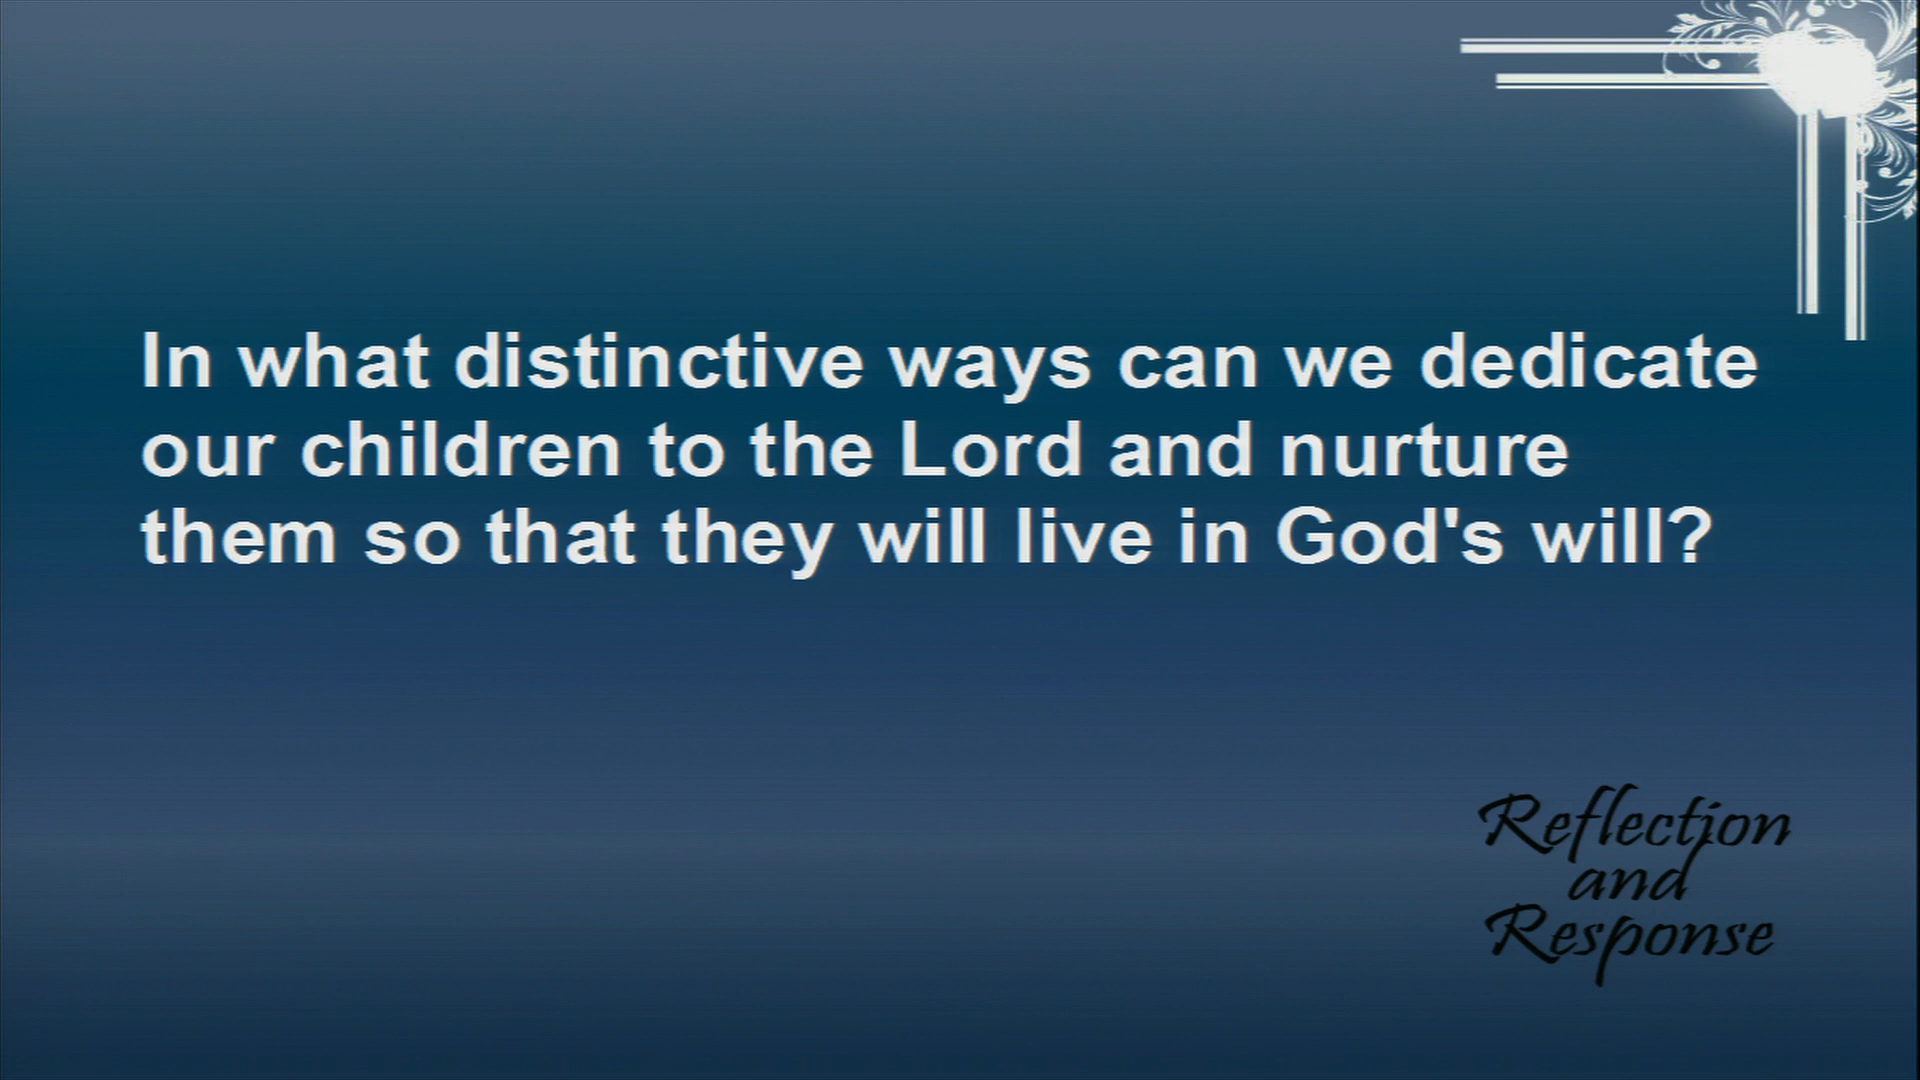 In what distinctive ways can we dedicate
our children to the Lord and nurture
them so that they will live in God's will?
Reflection
and
Response